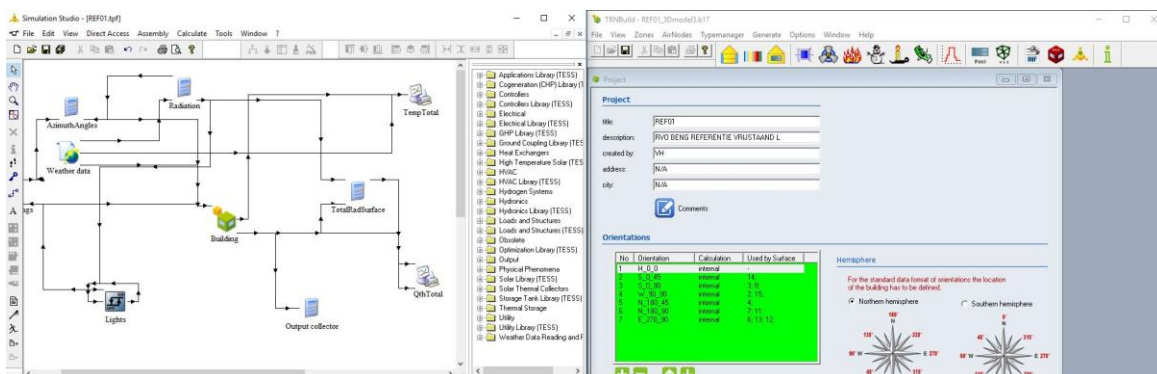 Simulation Studio - [REF01.tpf]
File Edit View Direct Access Assembly Calculate Tools Window ?
Radiation
TempTotal
AzimuthAngles
Weather data
TotalRadSurface
Building
QthTotal
Lights
Output collector
Applications Library (TESS)
Cogeneration (CHP) Library (T
Controllers
Controllers Library (TESS)
Electrical
Electrical Library (TESS)
GHP Library (TESS)
Ground Coupling Library (TES
Heat Exchangers
High Temperature Solar (TES
HVAC
HVAC Library (TESS)
Hydrogen Systems
Hydronics
Hydronics Library (TESS)
Loads and Structures
Loads and Structures (TESS)
Obsolete
Optimization Library (TESS)
Output
Physical Phenomena
Solar Library (TESS)
Solar Thermal Collectors
Storage Tank Library (TESS)
Thermal Storage
Utility
Utility Library (TESS)
Weather Data Reading and F
TRNBuild - REF01_3Dmodel3.b17
File View Zones AirNodes Typemanager Generate Options Window Help
Project
Project
title: REF01
description: RVO BENG REFERENTIE VRIJSTAAND L
created by: VH
address: N/A
city: N/A
Comments
Orientations
No Orientation Calculation Used by Surface
1 H_0_0 internal -
2 S_0_45 internal 14;
3 S_0_90 internal 3; 8;
4 W_90_90 internal 2; 15;
5 N_180_45 internal 4;
6 N_180_90 internal 7; 11;
7 E_270_90 internal 6; 13; 12;
Hemisphere
For the standard data format of orientations the location
of the building has to be defined.
Northern hemisphere Southern hemisphere